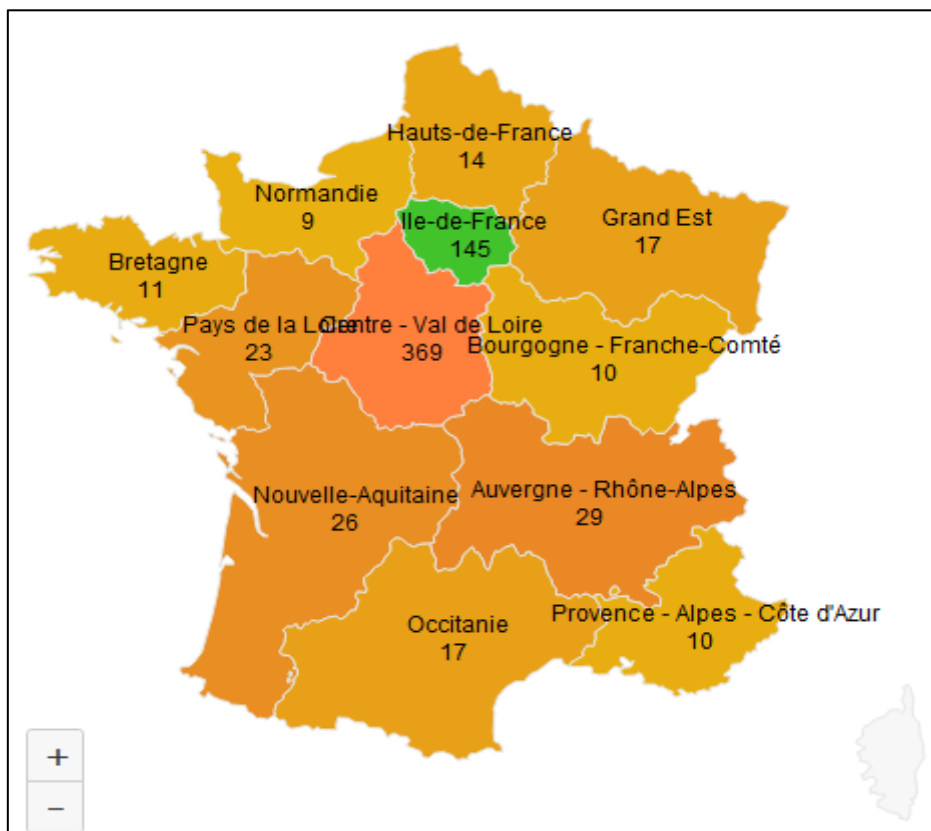 Hauts-de-France
14
Normandie
9
Ile-de-France
145
Grand Est
17
Bretagne
11
Pays de la Loire
23
Centre - Val de Loire
369
Bourgogne - Franche-Comté
10
Nouvelle-Aquitaine
26
Auvergne - Rhône-Alpes
29
Occitanie
17
Provence - Alpes - Côte d'Azur
10
+
−